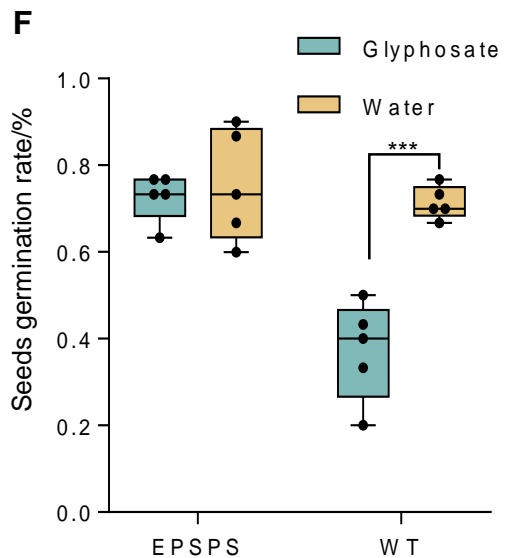 F
Glyphosate
Water
***
Seeds germination rate/%
1.0
0.8
0.6
0.4
0.2
0.0
EPSPS
WT